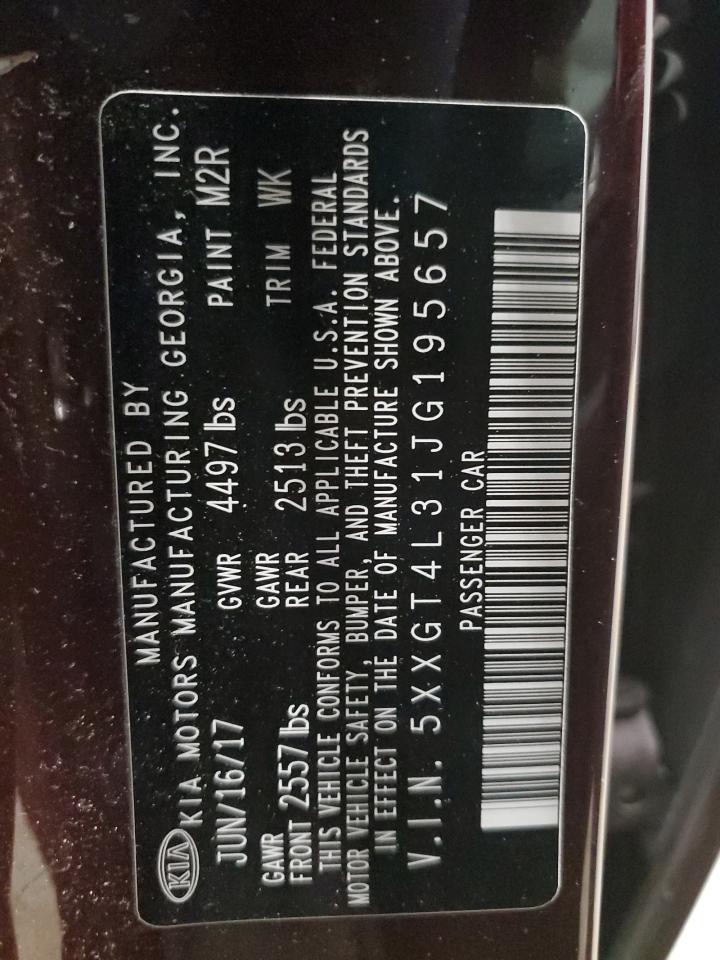 MANUFACTURED BY
KIA KIA MOTORS MANUFACTURING GEORGIA, INC.
JUN/16/17 GVWR 4497 lbs PAINT M2R
GAWR FRONT 2557 lbs GAWR REAR 2513 lbs TRIM WK
THIS VEHICLE CONFORMS TO ALL APPLICABLE U.S.A. FEDERAL
MOTOR VEHICLE SAFETY, BUMPER, AND THEFT PREVENTION STANDARDS
IN EFFECT ON THE DATE OF MANUFACTURE SHOWN ABOVE.
V.I.N. 5XXGT4L31JG195657
PASSENGER CAR